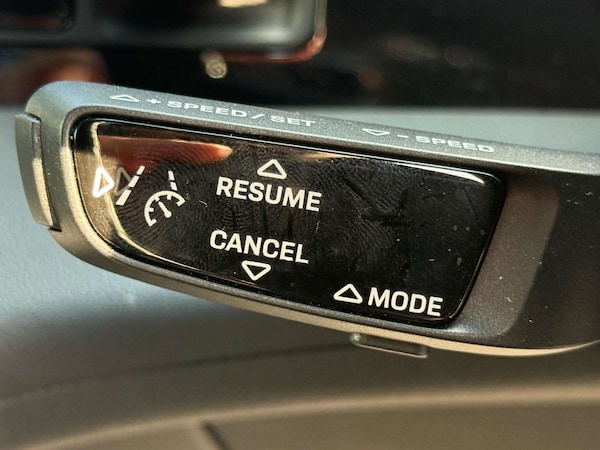 + SPEED / SET
- SPEED
RESUME
CANCEL
MODE